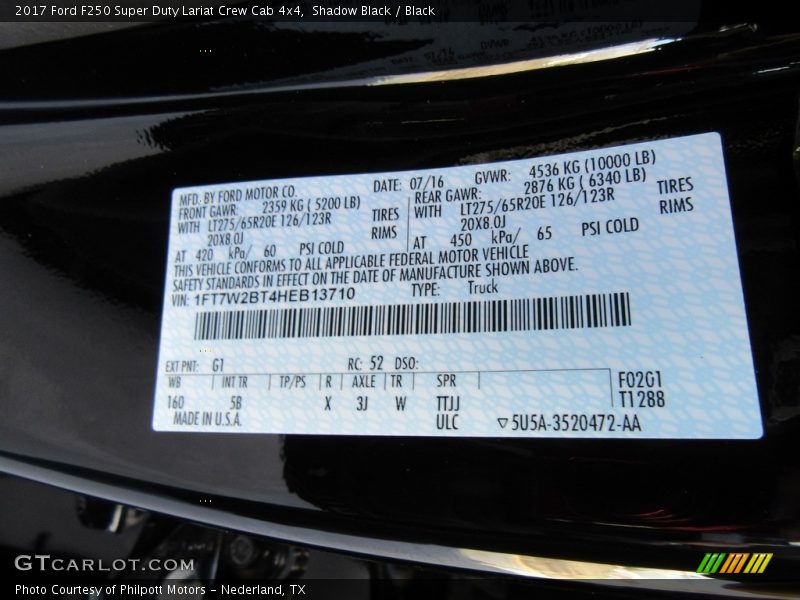 2017 Ford F250 Super Duty Lariat Crew Cab 4x4, Shadow Black / Black
MFD. BY FORD MOTOR CO. DATE: 07/16 GVWR: 4536 KG (10000 LB)
FRONT GAWR: 2359 KG ( 5200 LB) REAR GAWR: 2876 KG ( 6340 LB)
WITH LT275/65R20E 126/123R TIRES WITH LT275/65R20E 126/123R TIRES
20X8.0J RIMS 20X8.0J RIMS
AT 420 kPa/ 60 PSI COLD AT 450 kPa/ 65 PSI COLD
THIS VEHICLE CONFORMS TO ALL APPLICABLE FEDERAL MOTOR VEHICLE
SAFETY STANDARDS IN EFFECT ON THE DATE OF MANUFACTURE SHOWN ABOVE.
VIN: 1FT7W2BT4HEB13710 TYPE: Truck
EXT PNT: G1 RC: 52 DSO:
WB INT TR TP/PS R AXLE TR SPR F02G1
160 5B X 3J W TTJJ T1288
MADE IN U.S.A. ULC ▽5U5A-3520472-AA
GTCARLOT.COM
Photo Courtesy of Philpott Motors - Nederland, TX